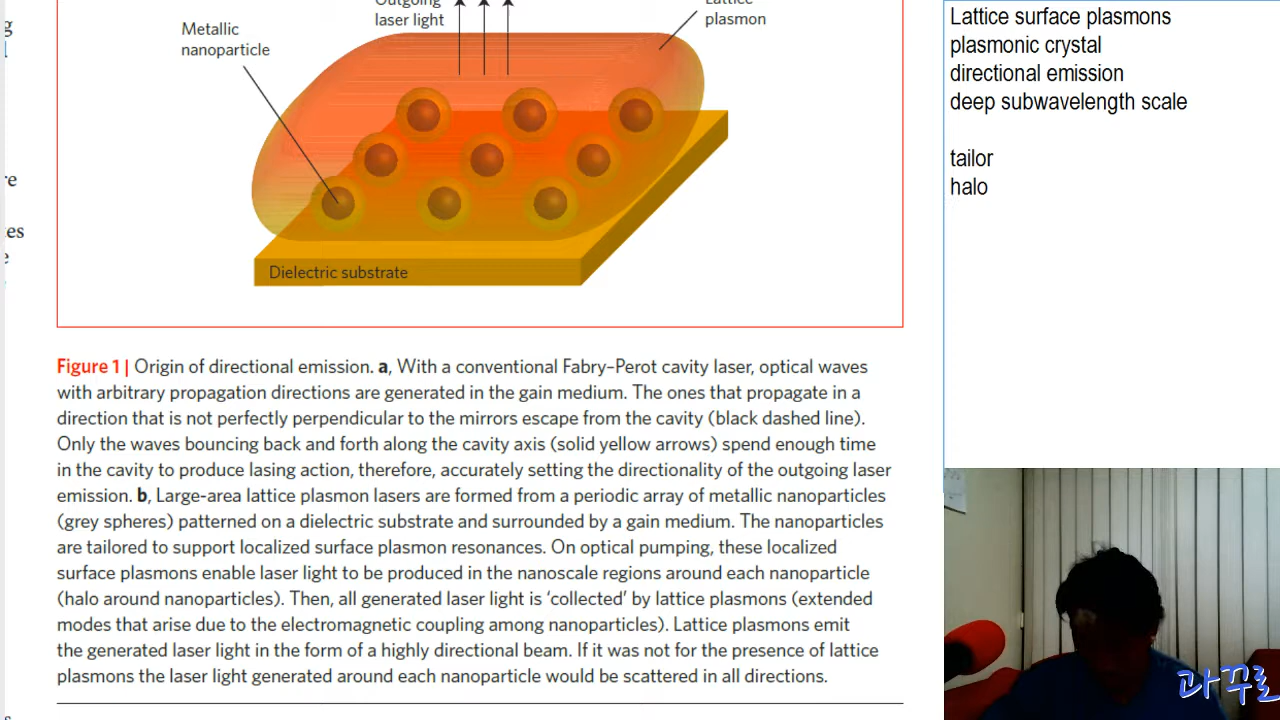 Outgoing
laser light
Lattice
plasmon
Metallic
nanoparticle
Dielectric substrate
Figure 1 | Origin of directional emission. a, With a conventional Fabry–Perot cavity laser, optical waves
with arbitrary propagation directions are generated in the gain medium. The ones that propagate in a
direction that is not perfectly perpendicular to the mirrors escape from the cavity (black dashed line).
Only the waves bouncing back and forth along the cavity axis (solid yellow arrows) spend enough time
in the cavity to produce lasing action, therefore, accurately setting the directionality of the outgoing laser
emission. b, Large-area lattice plasmon lasers are formed from a periodic array of metallic nanoparticles
(grey spheres) patterned on a dielectric substrate and surrounded by a gain medium. The nanoparticles
are tailored to support localized surface plasmon resonances. On optical pumping, these localized
surface plasmons enable laser light to be produced in the nanoscale regions around each nanoparticle
(halo around nanoparticles). Then, all generated laser light is ‘collected’ by lattice plasmons (extended
modes that arise due to the electromagnetic coupling among nanoparticles). Lattice plasmons emit
the generated laser light in the form of a highly directional beam. If it was not for the presence of lattice
plasmons the laser light generated around each nanoparticle would be scattered in all directions.
Lattice surface plasmons
plasmonic crystal
directional emission
deep subwavelength scale
tailor
halo
과꾸로